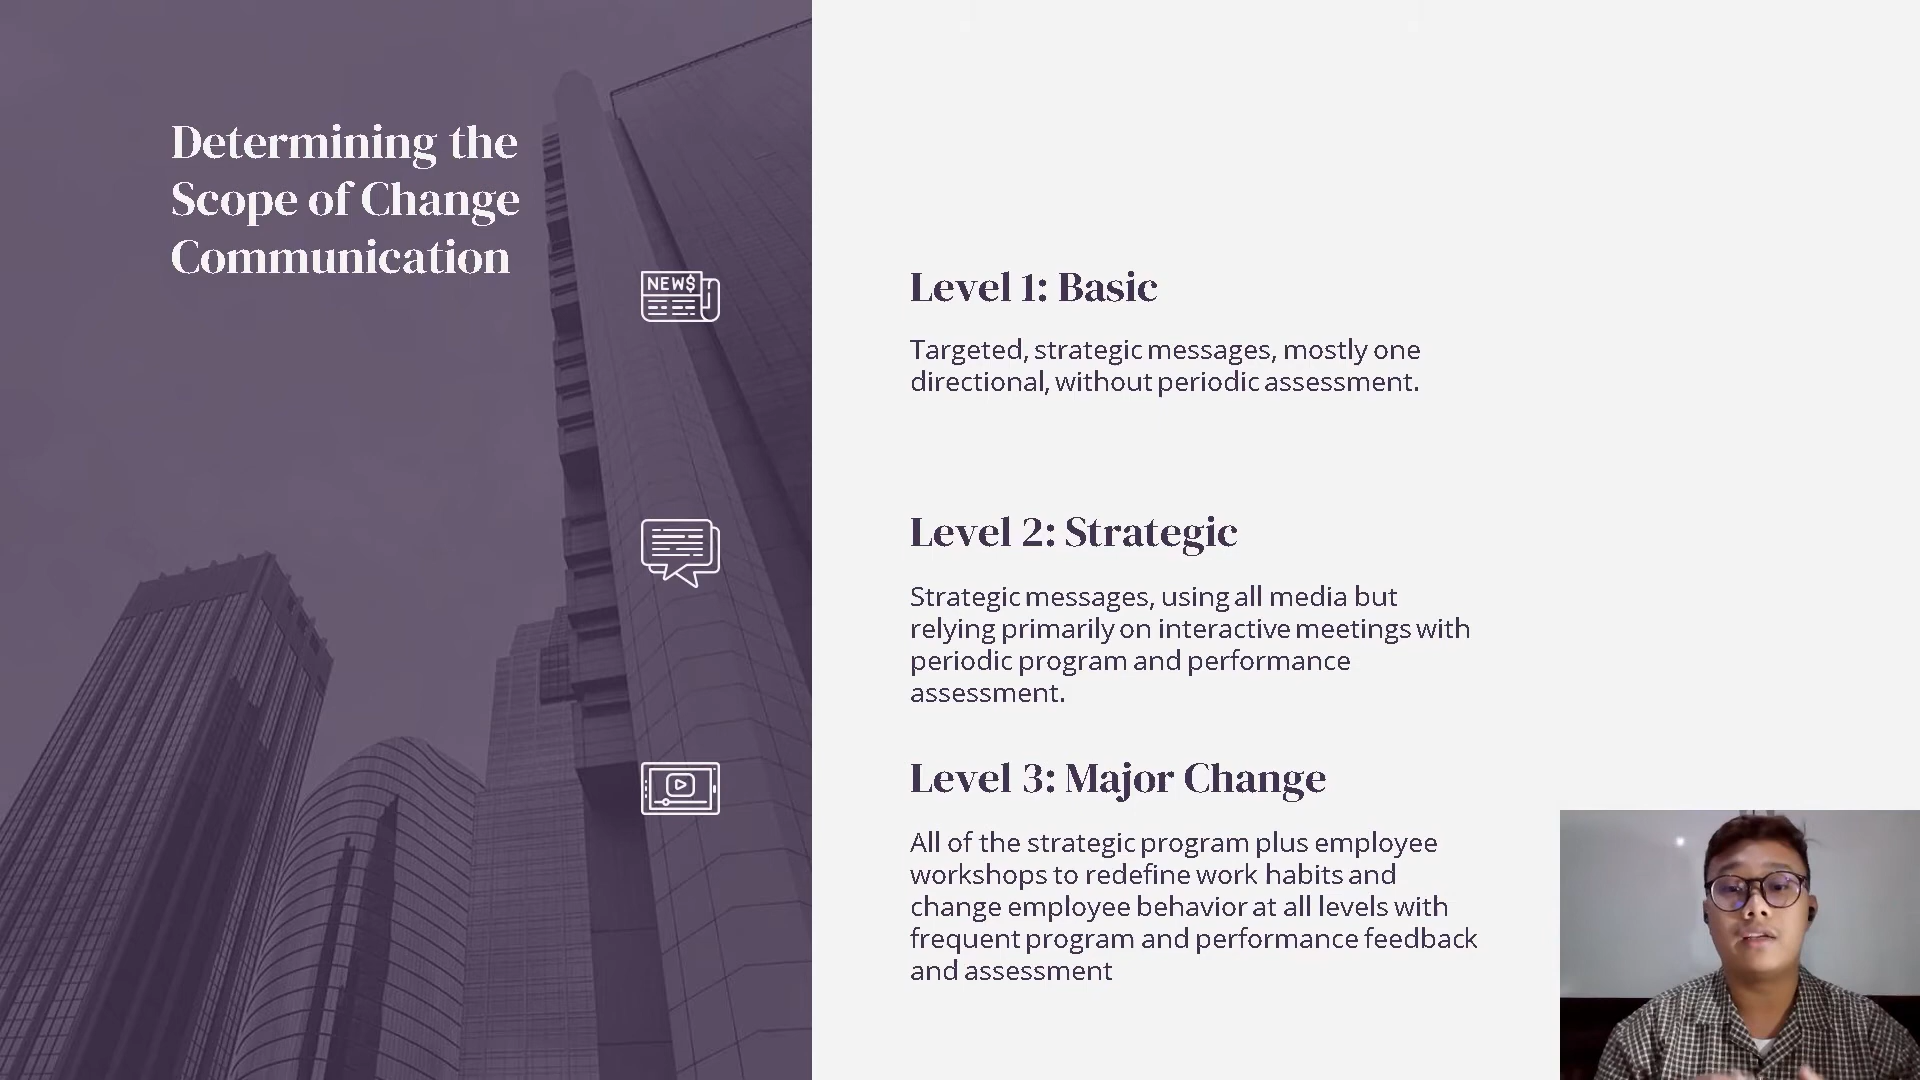 Determining the
Scope of Change
Communication
NEW$
Level 1: Basic
Targeted, strategic messages, mostly one
directional, without periodic assessment.
Level 2: Strategic
Strategic messages, using all media but
relying primarily on interactive meetings with
periodic program and performance
assessment.
Level 3: Major Change
All of the strategic program plus employee
workshops to redefine work habits and
change employee behavior at all levels with
frequent program and performance feedback
and assessment